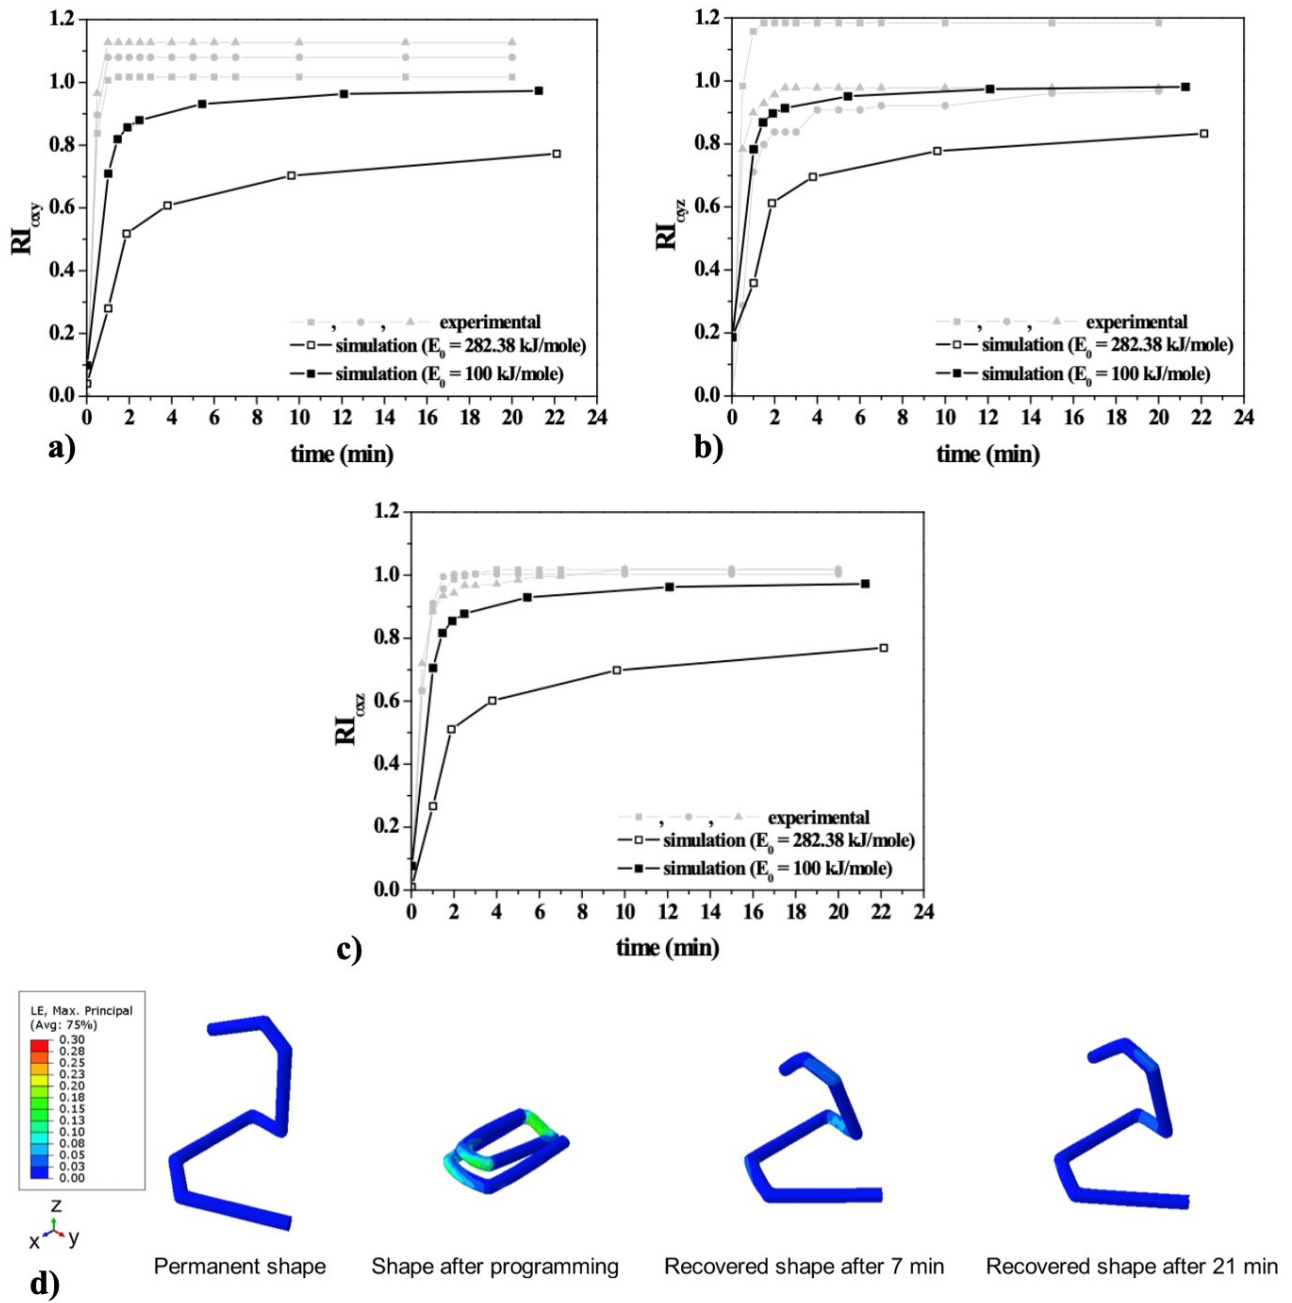 1.2
1.0
0.8
0.6
0.4
0.2
0.0
RIαxy
, , experimental
simulation (E0 = 282.38 kJ/mole)
simulation (E0 = 100 kJ/mole)
0 2 4 6 8 10 12 14 16 18 20 22 24
time (min)
a)
1.2
1.0
0.8
0.6
0.4
0.2
0.0
RIαyz
, , experimental
simulation (E0 = 282.38 kJ/mole)
simulation (E0 = 100 kJ/mole)
0 2 4 6 8 10 12 14 16 18 20 22 24
time (min)
b)
1.2
1.0
0.8
0.6
0.4
0.2
0.0
RIαxz
, , experimental
simulation (E0 = 282.38 kJ/mole)
simulation (E0 = 100 kJ/mole)
0 2 4 6 8 10 12 14 16 18 20 22 24
time (min)
c)
LE, Max. Principal
(Avg: 75%)
0.30
0.28
0.25
0.23
0.20
0.18
0.15
0.13
0.10
0.08
0.05
0.03
0.00
z
x y
Permanent shape
Shape after programming
Recovered shape after 7 min
Recovered shape after 21 min
d)